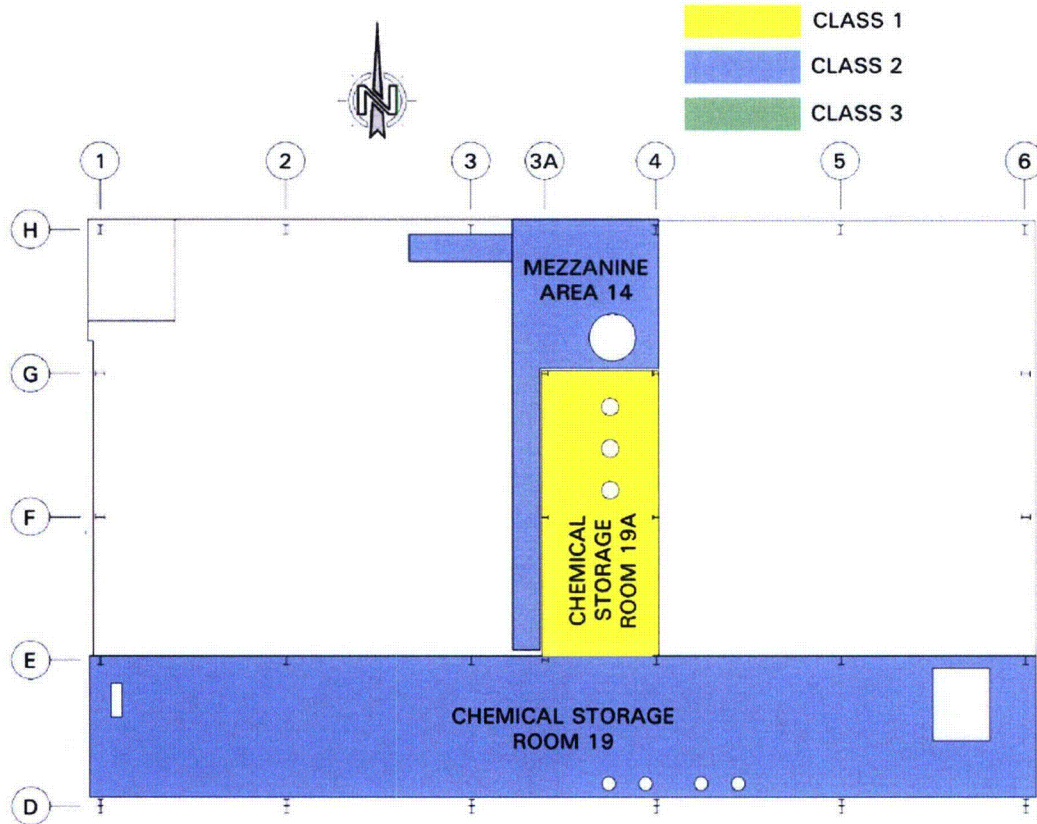 CLASS 1
CLASS 2
CLASS 3
N
1 2 3 3A 4 5 6
H
MEZZANINE
AREA 14
G
F
CHEMICAL
STORAGE
ROOM 19A
E
CHEMICAL STORAGE
ROOM 19
D